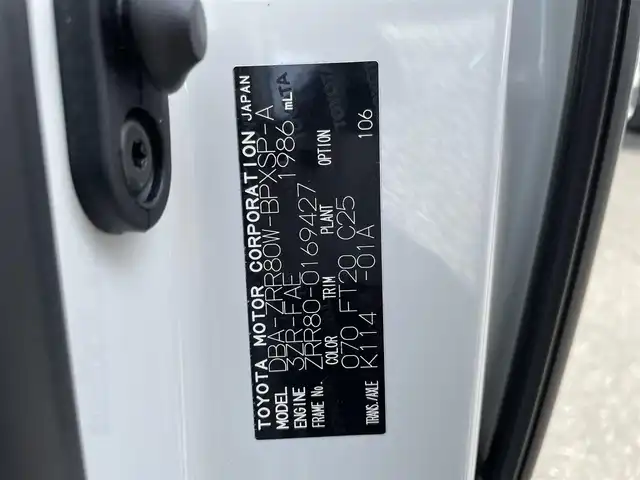 TOYOTA MOTOR CORPORATION JAPAN
MODEL DBA-ZRR80W-BPXSP-A
ENGINE 3ZR-FAE 1986 mL
FRAME No. ZRR80-0169427
COLOR TRIM PLANT OPTION
070 FT20 C25 106
TRANS./AXLE K114 -01A